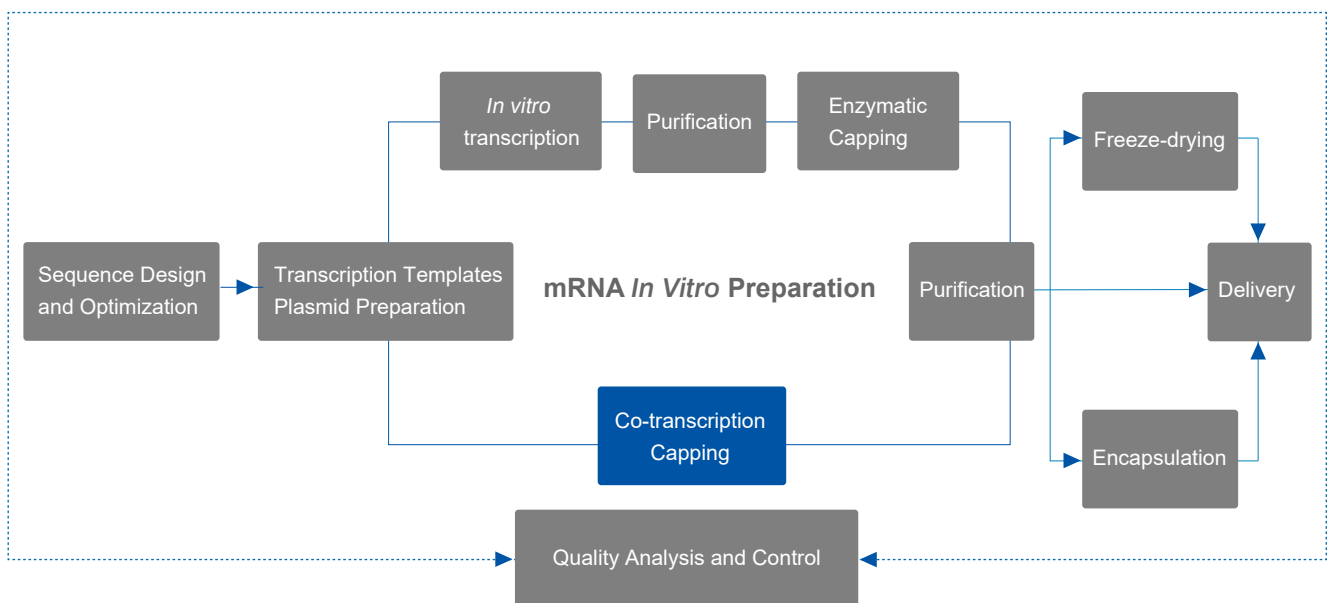 In vitro
transcription
Purification
Enzymatic
Capping
Freeze-drying
Sequence Design
and Optimization
Transcription Templates
Plasmid Preparation
mRNA In Vitro Preparation
Purification
Delivery
Co-transcription
Capping
Encapsulation
Quality Analysis and Control